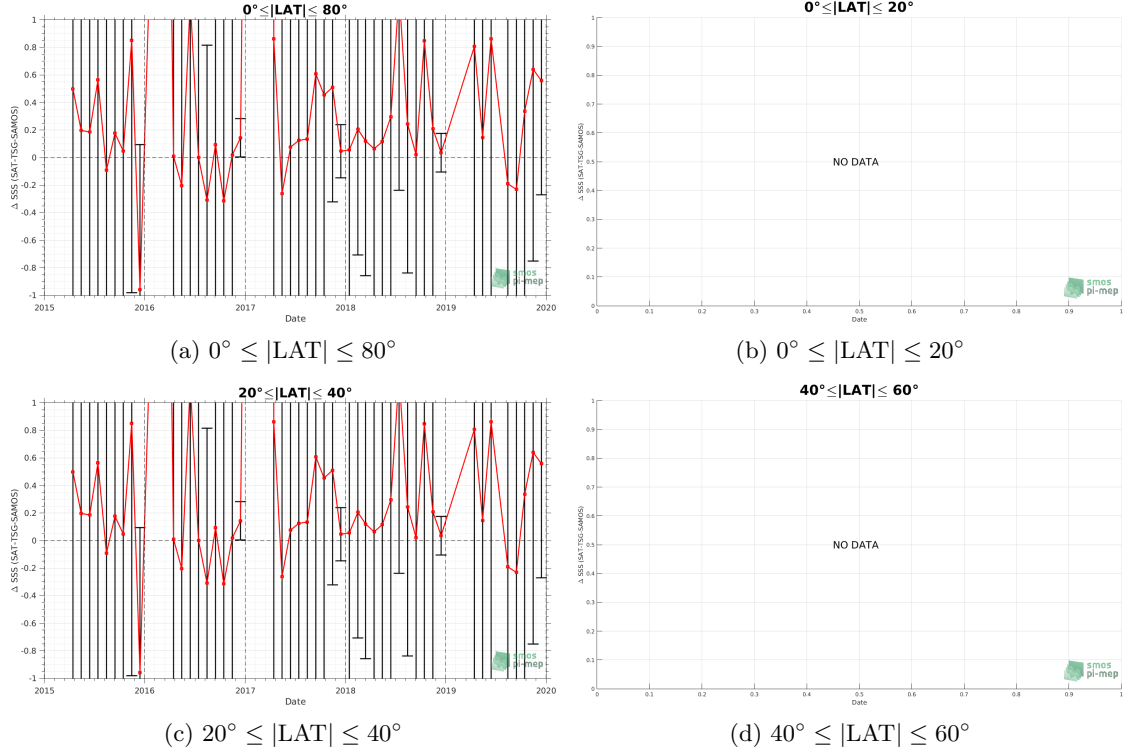 0°≤|LAT|≤ 80°
Δ SSS (SAT-TSG-SAMOS)
1
0.8
0.6
0.4
0.2
0
-0.2
-0.4
-0.6
-0.8
-1
2015 2016 2017 2018 2019 2020
Date
smos
pi-mep
(a) 0° ≤ |LAT| ≤ 80°
0°≤|LAT|≤ 20°
Δ SSS (SAT-TSG-SAMOS)
1
0.9
0.8
0.7
0.6
0.5
0.4
0.3
0.2
0.1
0
NO DATA
0 0.1 0.2 0.3 0.4 0.5 0.6 0.7 0.8 0.9 1
Date
smos
pi-mep
(b) 0° ≤ |LAT| ≤ 20°
20°≤|LAT|≤ 40°
Δ SSS (SAT-TSG-SAMOS)
1
0.8
0.6
0.4
0.2
0
-0.2
-0.4
-0.6
-0.8
-1
2015 2016 2017 2018 2019 2020
Date
smos
pi-mep
(c) 20° ≤ |LAT| ≤ 40°
40°≤|LAT|≤ 60°
Δ SSS (SAT-TSG-SAMOS)
1
0.9
0.8
0.7
0.6
0.5
0.4
0.3
0.2
0.1
0
NO DATA
0 0.1 0.2 0.3 0.4 0.5 0.6 0.7 0.8 0.9 1
Date
smos
pi-mep
(d) 40° ≤ |LAT| ≤ 60°